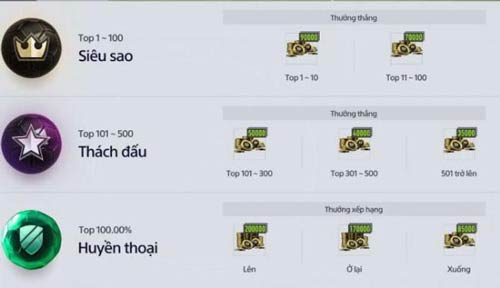 Thưởng thắng
Top 1 ~ 100
Siêu sao
90000
70000
Top 1 ~ 10
Top 11 ~ 100
Thưởng thắng
Top 101 ~ 500
Thách đấu
50000
40000
35000
Top 101 ~ 300
Top 301 ~ 500
501 trở lên
Thưởng xếp hạng
Top 100.00%
Huyền thoại
200000
170000
85000
Lên
Ở lại
Xuống